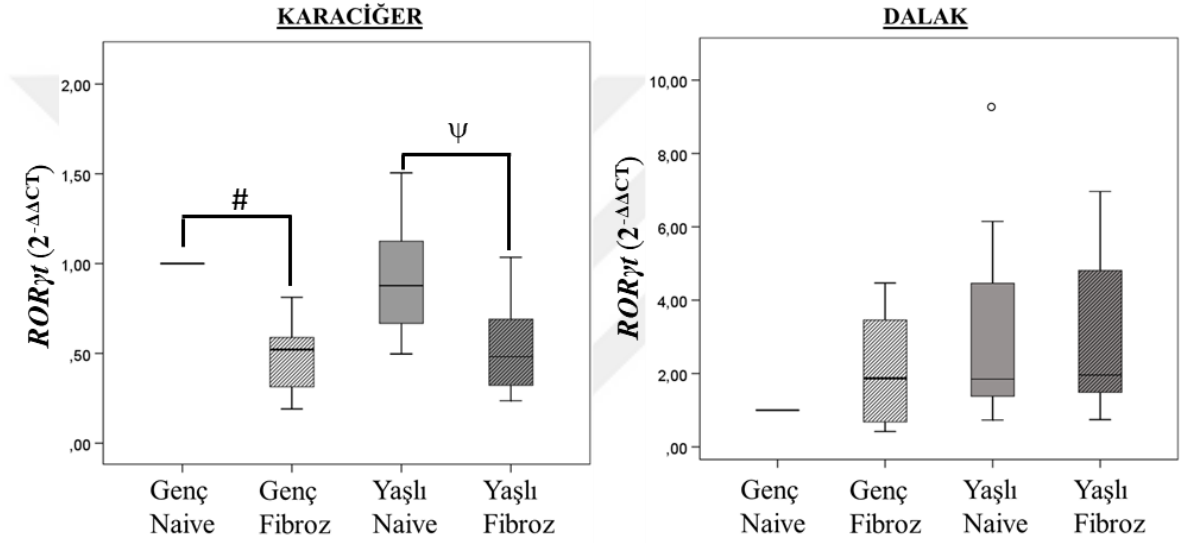 KARACİĞER
RORγt (2-ΔΔCT)
2,00
1,50
1,00
,50
,00
#
ψ
Genç Naive
Genç Fibroz
Yaşlı Naive
Yaşlı Fibroz
DALAK
RORγt (2-ΔΔCT)
10,00
8,00
6,00
4,00
2,00
,00
Genç Naive
Genç Fibroz
Yaşlı Naive
Yaşlı Fibroz